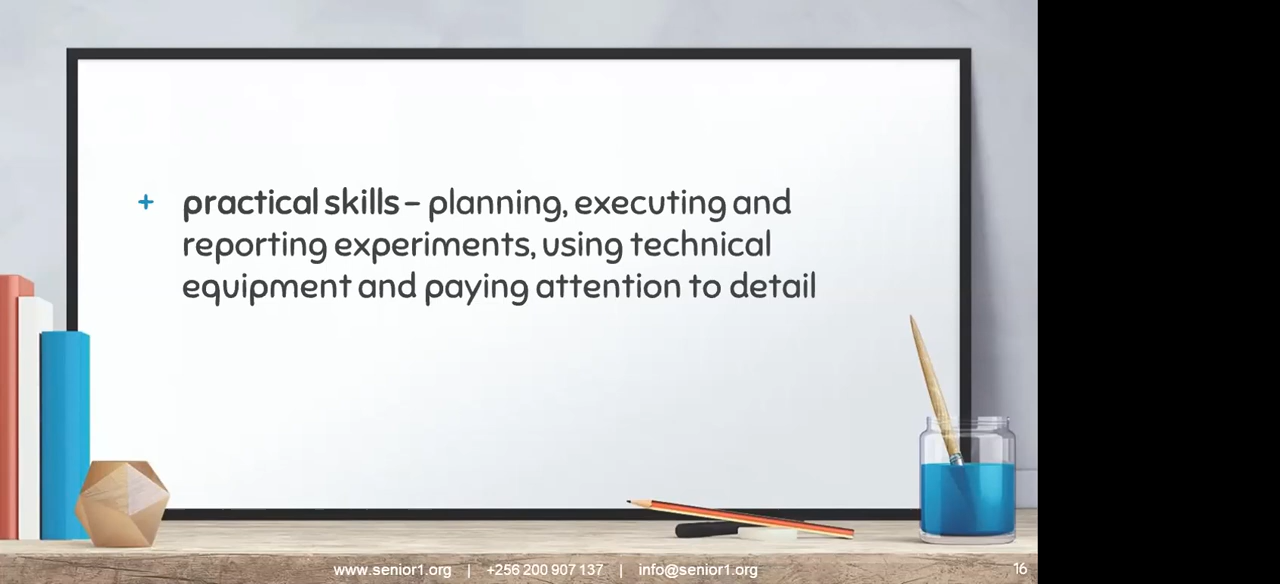 + practical skills – planning, executing and
reporting experiments, using technical
equipment and paying attention to detail
www.senior1.org | +256 200 907 137 | info@senior1.org
16